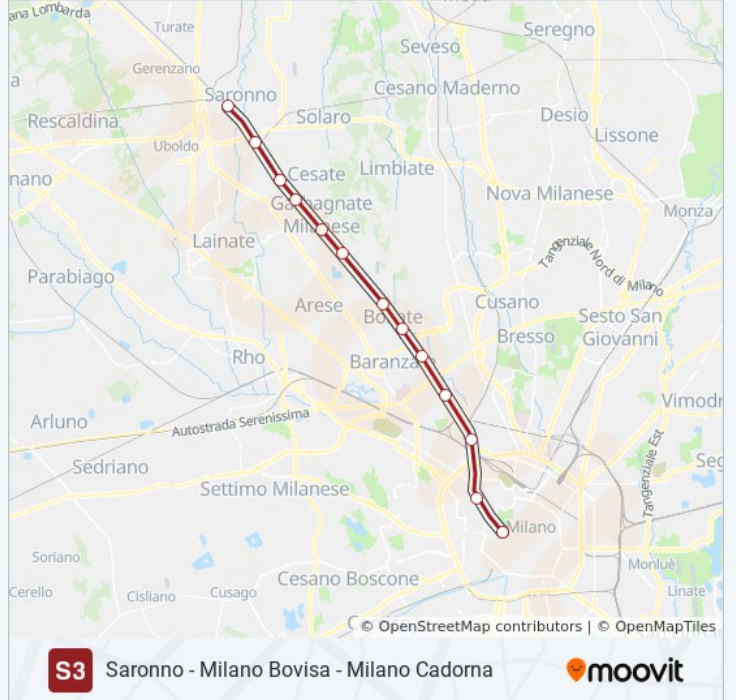 ana Lombarda
Turate
Seveso
Seregno
Gerenzano
Saronno
Cesano Maderno
Rescaldina
Solaro
Desio
Lissone
Uboldo
Cesate
Limbiate
nano
Garbagnate
Milanese
Nova Milanese
Monza
Lainate
Tangenziale Nord di Milano
Parabiago
Arese
Bollate
Cusano
Sesto San
Giovanni
Bresso
Rho
Baranzate
Vimodr
Arluno
Autostrada Serenissima
Tangenziale Est
Sedriano
Seg
Settimo Milanese
Milano
Soriano
Monluè
Cesano Boscone
Cerello
Cisliano
Cusago
Linate
© OpenStreetMap contributors | © OpenMapTiles
S3
Saronno - Milano Bovisa - Milano Cadorna
moovit